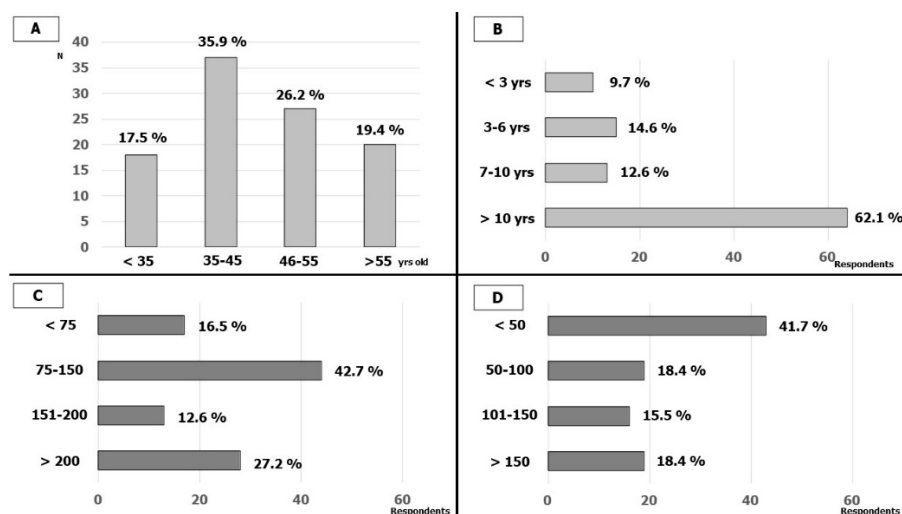 A
N
40
35
30
25
20
15
10
5
0
17.5 %
35.9 %
26.2 %
19.4 %
< 35
35-45
46-55
>55 yrs old
B
< 3 yrs
9.7 %
3-6 yrs
14.6 %
7-10 yrs
12.6 %
> 10 yrs
62.1 %
0 20 40 60
Respondents
C
< 75
16.5 %
75-150
42.7 %
151-200
12.6 %
> 200
27.2 %
0 20 40 60
Respondents
D
< 50
41.7 %
50-100
18.4 %
101-150
15.5 %
> 150
18.4 %
0 20 40 60
Respondents